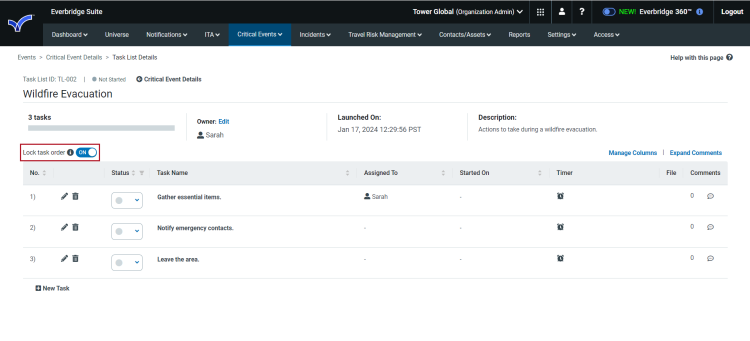 Everbridge Suite
Tower Global (Organization Admin)
? NEW! Everbridge 360™ Logout
Dashboard Universe Notifications ITA Critical Events Incidents Travel Risk Management Contacts/Assets Reports Settings Access
Events > Critical Event Details > Task List Details
Help with this page ?
Task List ID: TL-002 | Not Started Critical Event Details
Wildfire Evacuation
3 tasks
Owner: Edit
Sarah
Launched On:
Jan 17, 2024 12:29:56 PST
Description:
Actions to take during a wildfire evacuation.
Lock task order ON
Manage Columns | Expand Comments
No. Status Task Name Assigned To Started On Timer File Comments
1) Gather essential items. Sarah - 0
2) Notify emergency contacts. - - 0
3) Leave the area. - - 0
New Task